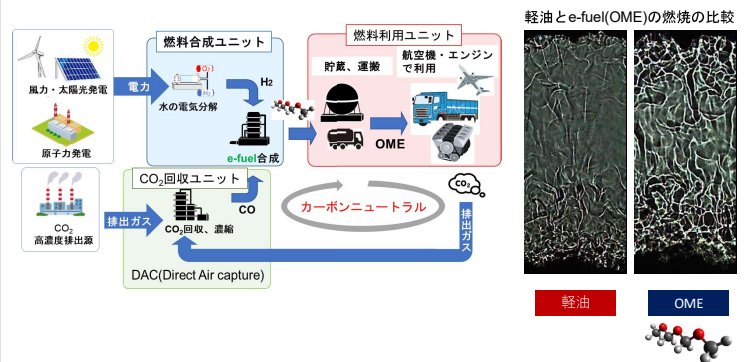 軽油とe-fuel(OME)の燃焼の比較
燃料合成ユニット
燃料利用ユニット
風力・太陽光発電
電力
O₂
H₂
水の電気分解
H₂
貯蔵、運搬
航空機・エンジン
で利用
原子力発電
e-fuel合成
OME
CO₂回収ユニット
CO
CO₂
高濃度排出源
排出ガス
CO₂回収、濃縮
カーボンニュートラル
CO₂
排出ガス
DAC(Direct Air capture)
軽油
OME